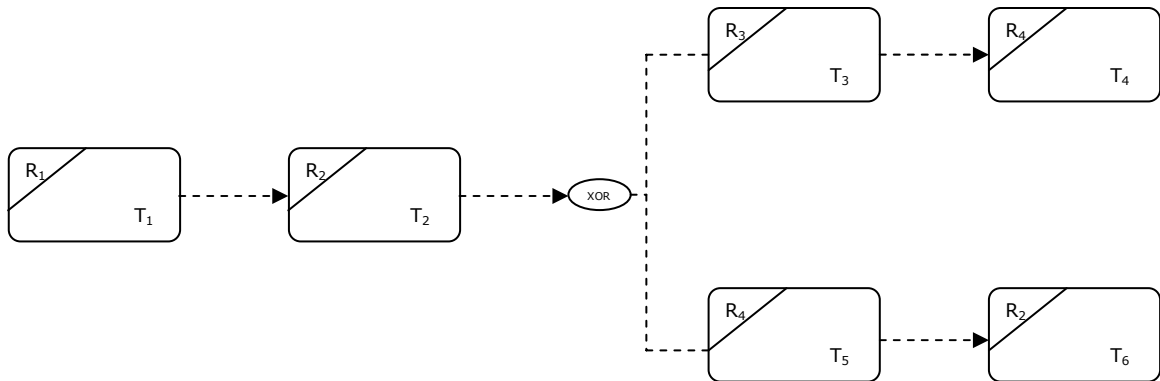 R₃
T₃
R₄
T₄
R₁
T₁
R₂
T₂
XOR
R₄
T₅
R₂
T₆